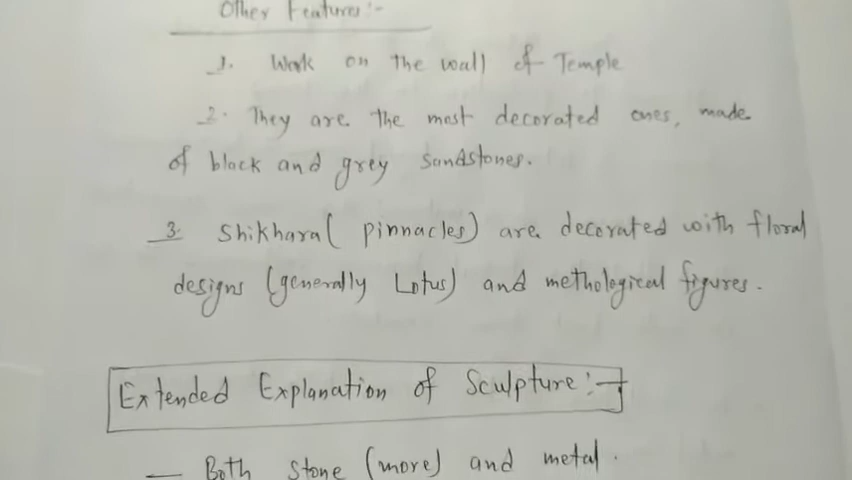 Other Features:-
1. Work on the wall of Temple
2. They are the most decorated ones, made
of black and grey sandstones.
3. Shikhara( pinnacles) are decorated with floral
designs (generally Lotus) and methological figures.
Extended Explanation of Sculpture:-
— Both stone (more) and metal.